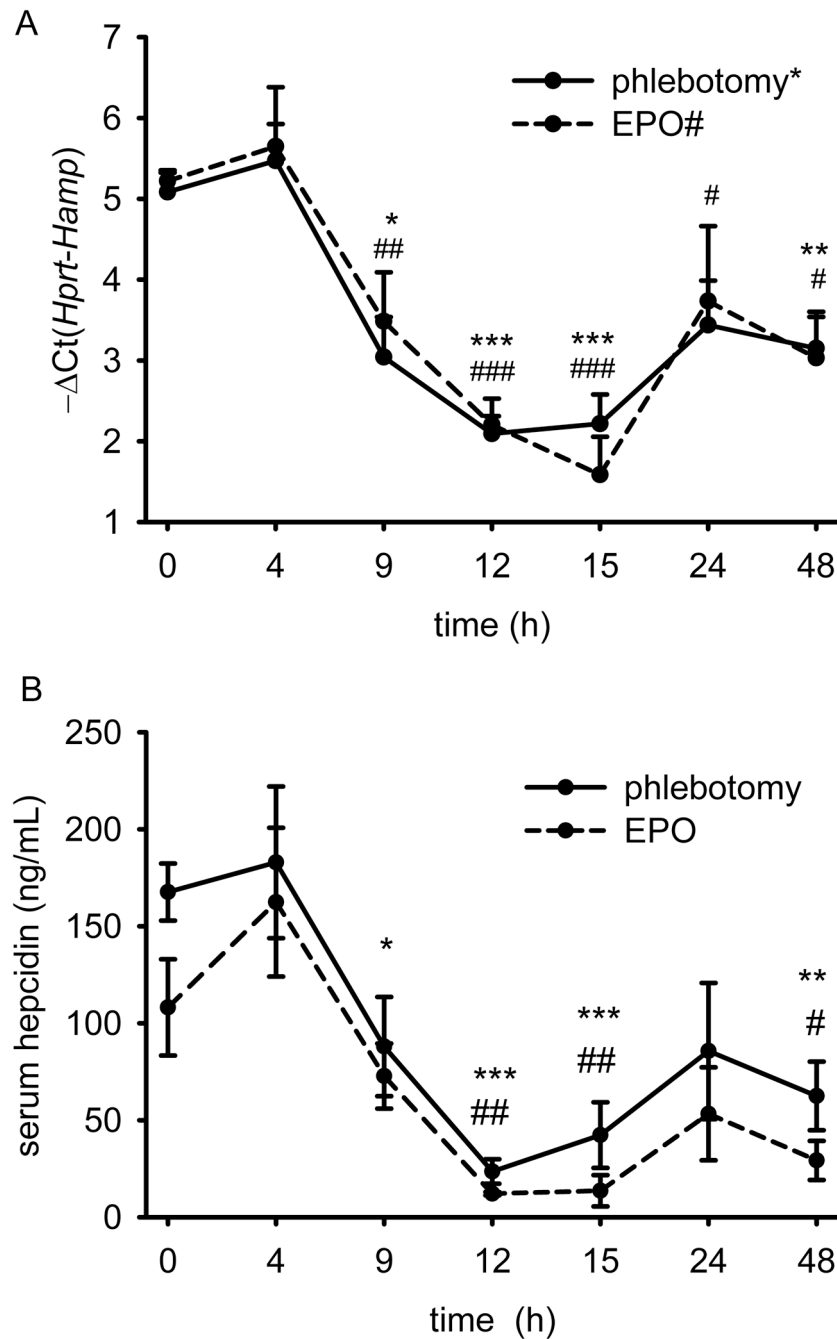 A
7
6
5
4
3
2
1
−ΔCt(Hprt-Hamp)
phlebotomy*
EPO#
*
##
***
###
***
###
#
**
#
0 4 9 12 15 24 48
time (h)
B
250
200
150
100
50
0
serum hepcidin (ng/mL)
phlebotomy
EPO
*
***
##
***
##
**
#
0 4 9 12 15 24 48
time (h)